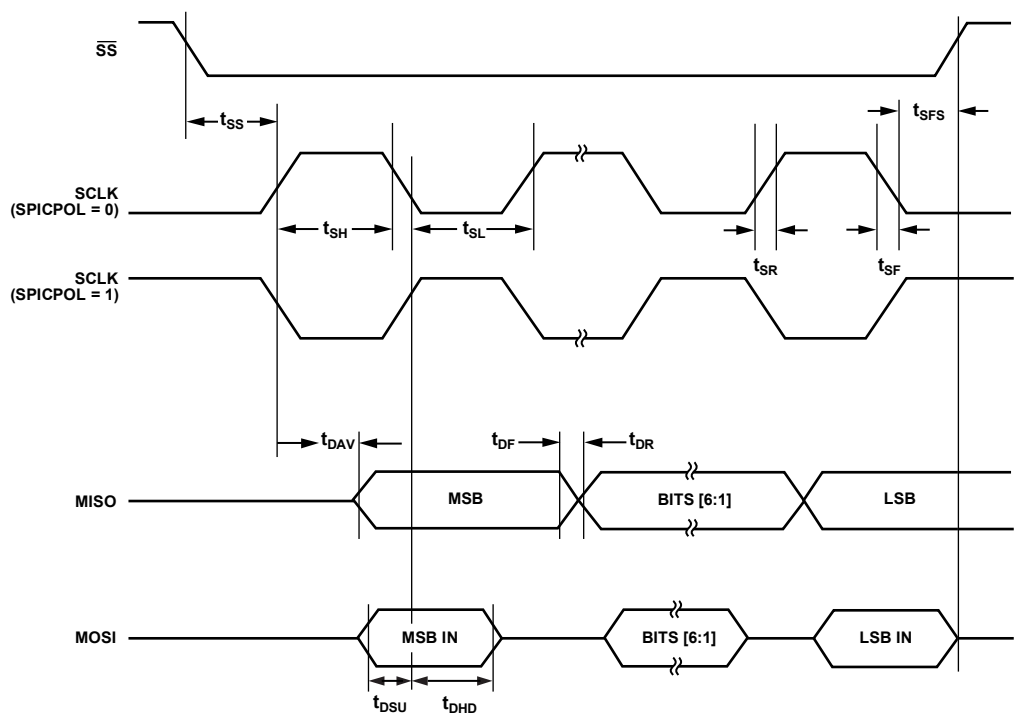 SS
tSS
tSFS
SCLK
(SPICPOL = 0)
tSH
tSL
tSR
tSF
SCLK
(SPICPOL = 1)
tDAV
tDF
tDR
MISO
MSB
BITS [6:1]
LSB
MOSI
MSB IN
BITS [6:1]
LSB IN
tDSU
tDHD